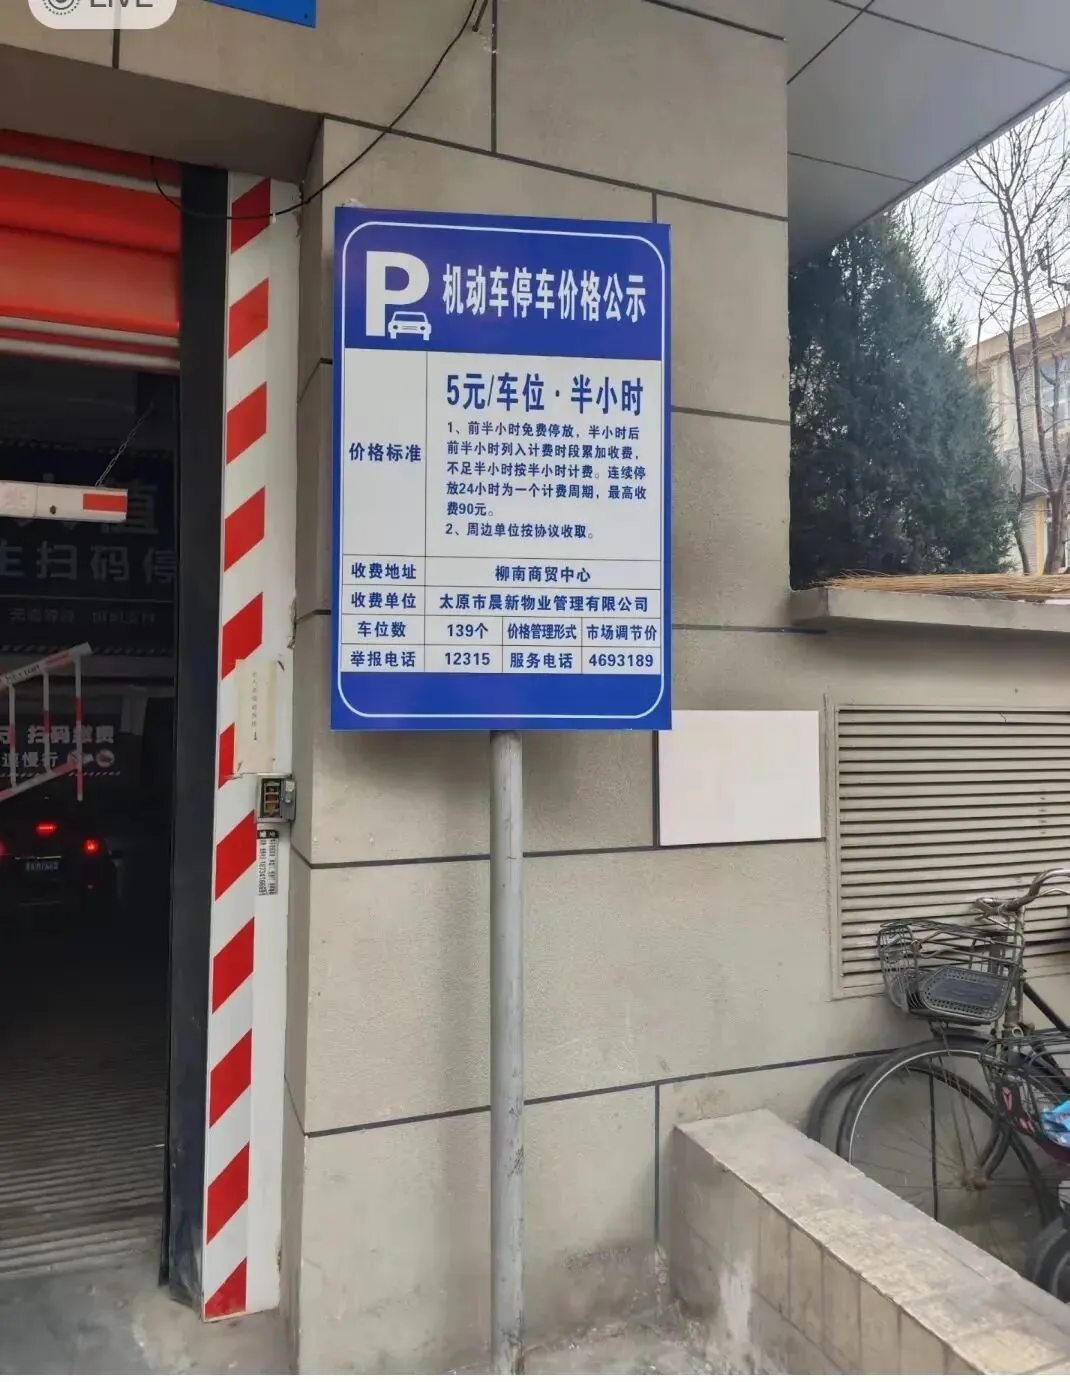 LIVE
P 机动车停车价格公示
价格标准
5元/车位·半小时
1、前半小时免费停放，半小时后
前半小时列入计费时段累加收费，
不足半小时按半小时计费。连续停
放24小时为一个计费周期，最高收
费90元。
2、周边单位按协议收取。
收费地址 柳南商贸中心
收费单位 太原市晨新物业管理有限公司
车位数 139个 价格管理形式 市场调节价
举报电话 12315 服务电话 4693189
扫码停
扫码缴费
慢行